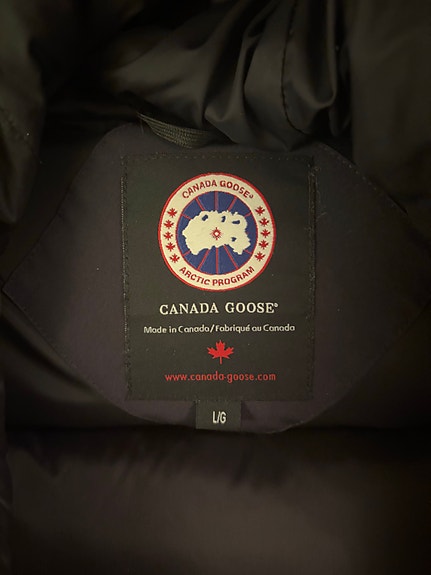 CANADA GOOSE®
ARCTIC PROGRAM
CANADA GOOSE®
Made in Canada/Fabriqué au Canada
www.canada-goose.com
L/G